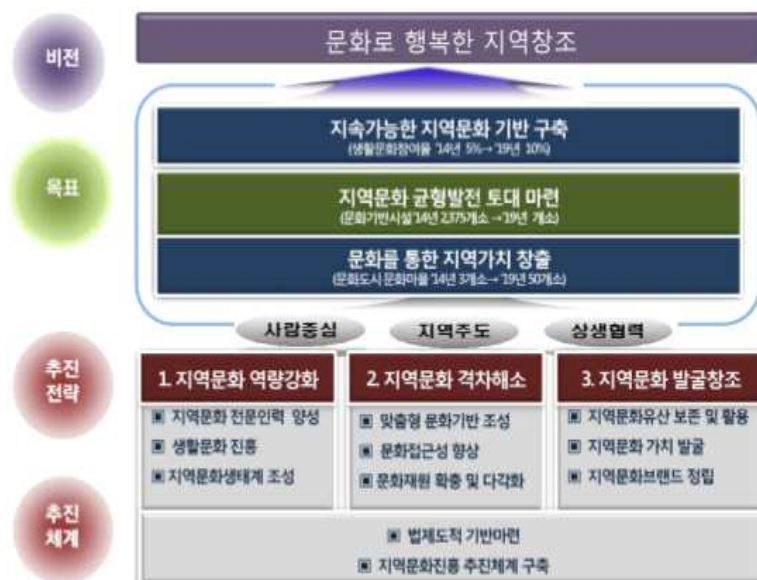 비전
문화로 행복한 지역창조
목표
지속가능한 지역문화 기반 구축
(생활문화참여율 '14년 5%→ '19년 10%)
지역문화 균형발전 토대 마련
(문화기반시설'14년 2,375개소 →'19년 개소)
문화를 통한 지역가치 창출
(문화도시 문화마을 '14년 3개소→ '19년 50개소)
사람중심
지역주도
상생협력
추진
전략
1. 지역문화 역량강화
▣ 지역문화 전문인력 양성
▣ 생활문화 진흥
▣ 지역문화생태계 조성
2. 지역문화 격차해소
▣ 맞춤형 문화기반 조성
▣ 문화접근성 향상
▣ 문화재원 확충 및 다각화
3. 지역문화 발굴창조
▣ 지역문화유산 보존 및 활용
▣ 지역문화 가치 발굴
▣ 지역문화브랜드 정립
추진
체계
▣ 법제도적 기반마련
▣ 지역문화진흥 추진체계 구축